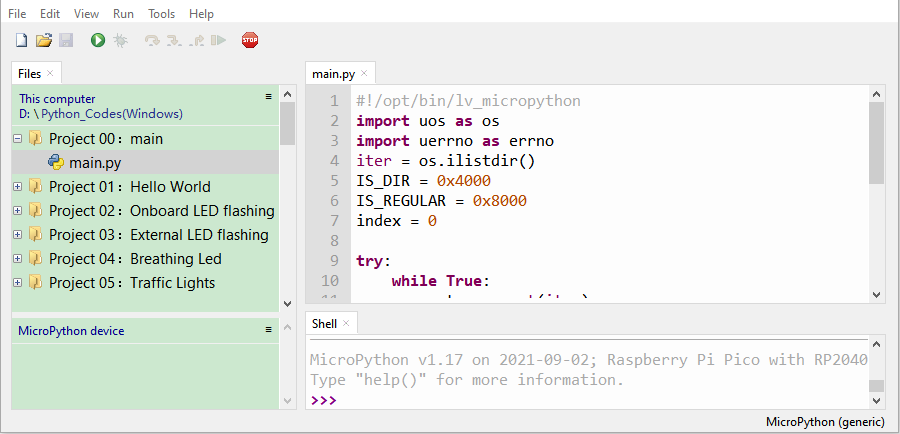 File Edit View Run Tools Help
STOP
Files
This computer
D: \Python_Codes(Windows)
Project 00：main
main.py
Project 01：Hello World
Project 02：Onboard LED flashing
Project 03：External LED flashing
Project 04：Breathing Led
Project 05：Traffic Lights
MicroPython device
main.py
1 #!/opt/bin/lv_micropython
2 import uos as os
3 import uerrno as errno
4 iter = os.ilistdir()
5 IS_DIR = 0x4000
6 IS_REGULAR = 0x8000
7 index = 0
8
9 try:
10 while True:
Shell
MicroPython v1.17 on 2021-09-02; Raspberry Pi Pico with RP2040
Type "help()" for more information.
>>>
MicroPython (generic)